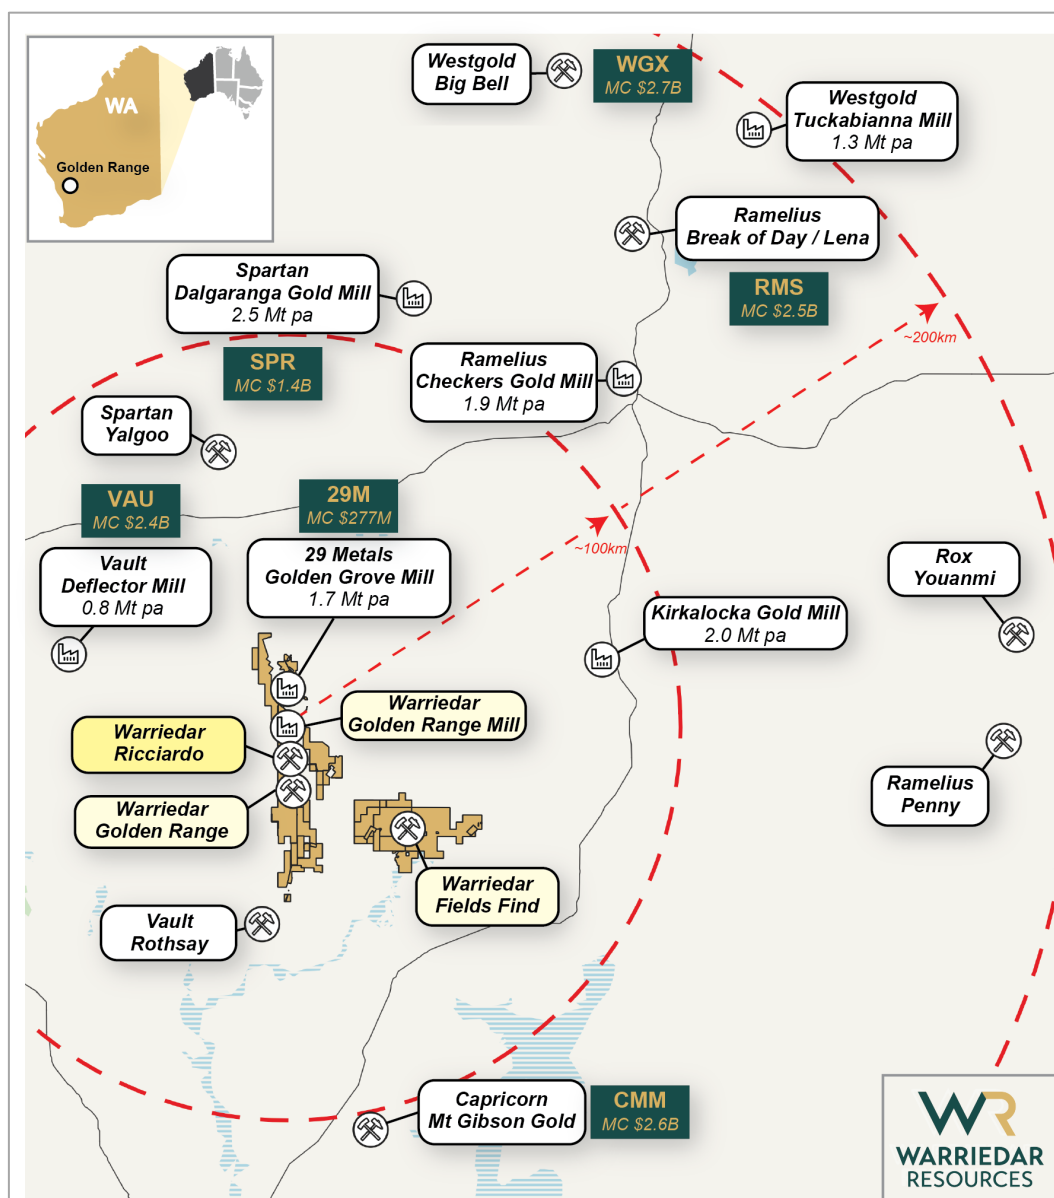 WA
Golden Range
Westgold
Big Bell
WGX
MC $2.7B
Westgold
Tuckabianna Mill
1.3 Mt pa
Ramelius
Break of Day / Lena
RMS
MC $2.5B
Spartan
Dalgaranga Gold Mill
2.5 Mt pa
SPR
MC $1.4B
Ramelius
Checkers Gold Mill
1.9 Mt pa
~200km
Spartan
Yalgoo
VAU
MC $2.4B
29M
MC $277M
~100km
Vault
Deflector Mill
0.8 Mt pa
29 Metals
Golden Grove Mill
1.7 Mt pa
Rox
Youanmi
Kirkalocka Gold Mill
2.0 Mt pa
Warriedar
Golden Range Mill
Warriedar
Ricciardo
Warriedar
Golden Range
Ramelius
Penny
Warriedar
Fields Find
Vault
Rothsay
Capricorn
Mt Gibson Gold
CMM
MC $2.6B
WR
WARRIEDAR
RESOURCES